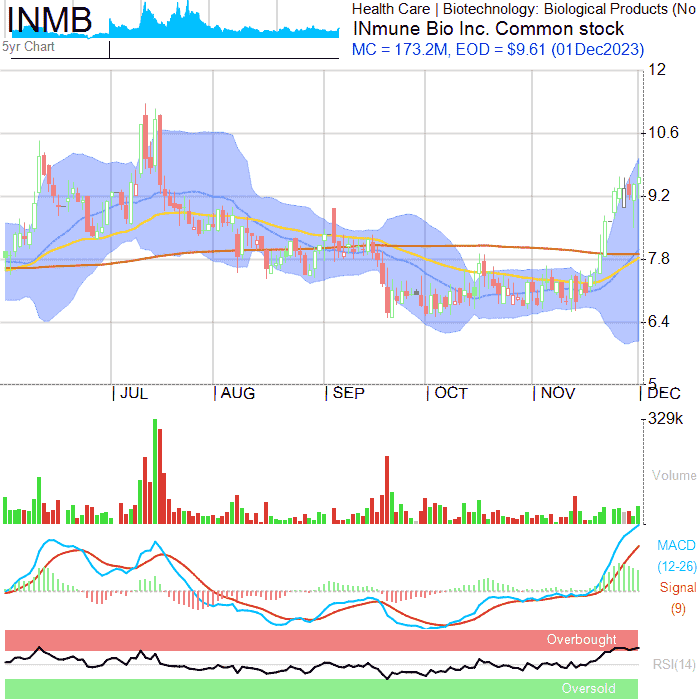 INMB
5yr Chart
Health Care | Biotechnology: Biological Products (No
INmune Bio Inc. Common stock
MC = 173.2M, EOD = $9.61 (01Dec2023)
12
10.6
9.2
7.8
6.4
5
JUL
AUG
SEP
OCT
NOV
DEC
329k
Volume
MACD
(12-26)
Signal
(9)
Overbought
RSI(14)
Oversold